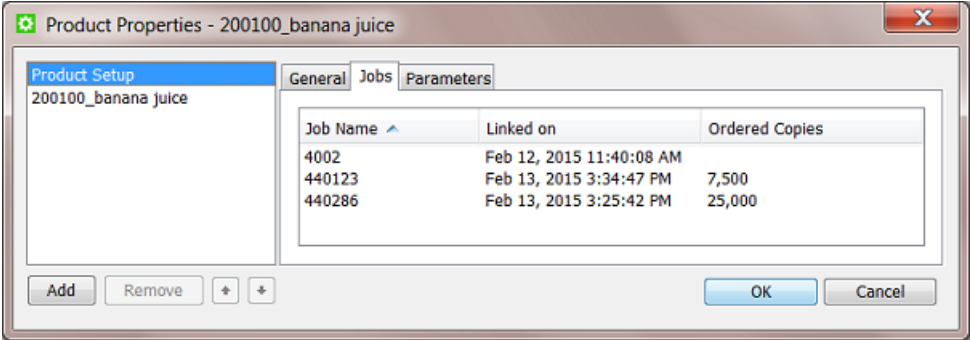 Product Properties - 200100_banana juice
Product Setup
200100_banana juice
General Jobs Parameters
Job Name Linked on Ordered Copies
4002 Feb 12, 2015 11:40:08 AM
440123 Feb 13, 2015 3:34:47 PM 7,500
440286 Feb 13, 2015 3:25:42 PM 25,000
Add Remove OK Cancel